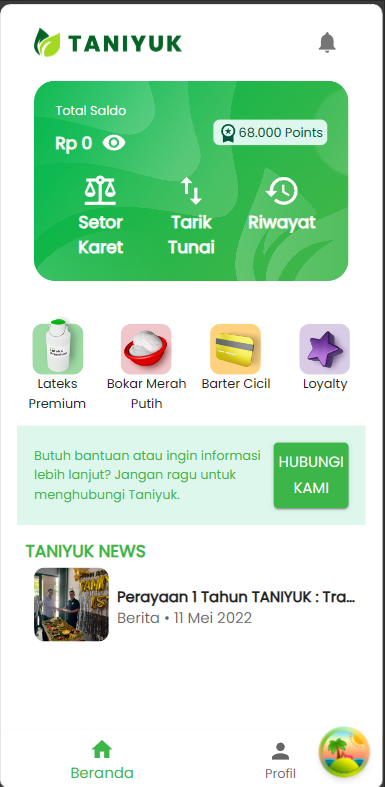 TANIYUK
Total Saldo
Rp 0
68.000 Points
Setor
Karet
Tarik
Tunai
Riwayat
Lateks
Premium
Bokar Merah
Putih
Barter Cicil
Loyalty
Butuh bantuan atau ingin informasi
lebih lanjut? Jangan ragu untuk
menghubungi Taniyuk.
HUBUNGI
KAMI
TANIYUK NEWS
Perayaan 1 Tahun TANIYUK : Tra...
Berita • 11 Mei 2022
Beranda
Profil